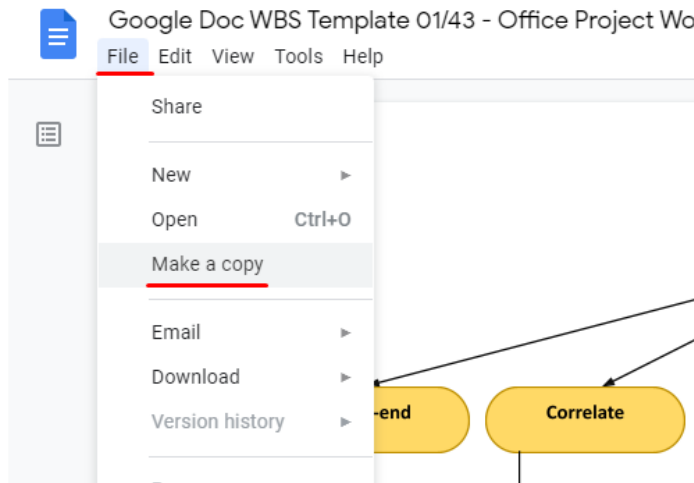 Google Doc WBS Template 01/43 - Office Project Wo
File Edit View Tools Help
Share
New
Open Ctrl+O
Make a copy
Email
Download
Version history
-end
Correlate